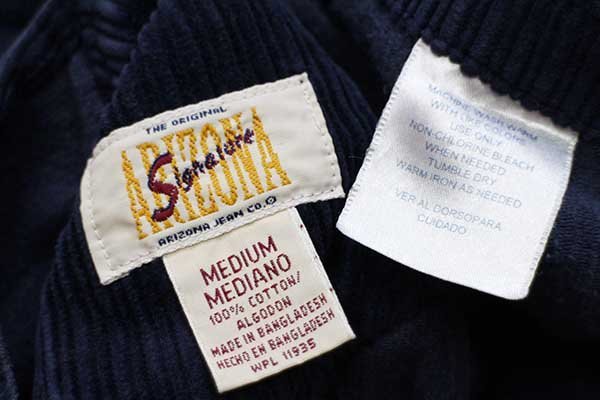 THE ORIGINAL
ARIZONA
Signature
ARIZONA JEAN CO.®
MEDIUM
MEDIANO
100% COTTON/
ALGODON
MADE IN BANGLADESH
HECHO EN BANGLADESH
WPL 11935
MACHINE WASH WARM
WITH LIKE COLORS
USE ONLY
NON-CHLORINE BLEACH
WHEN NEEDED
TUMBLE DRY
WARM IRON AS NEEDED
VER AL DORSOPARA
CUIDADO